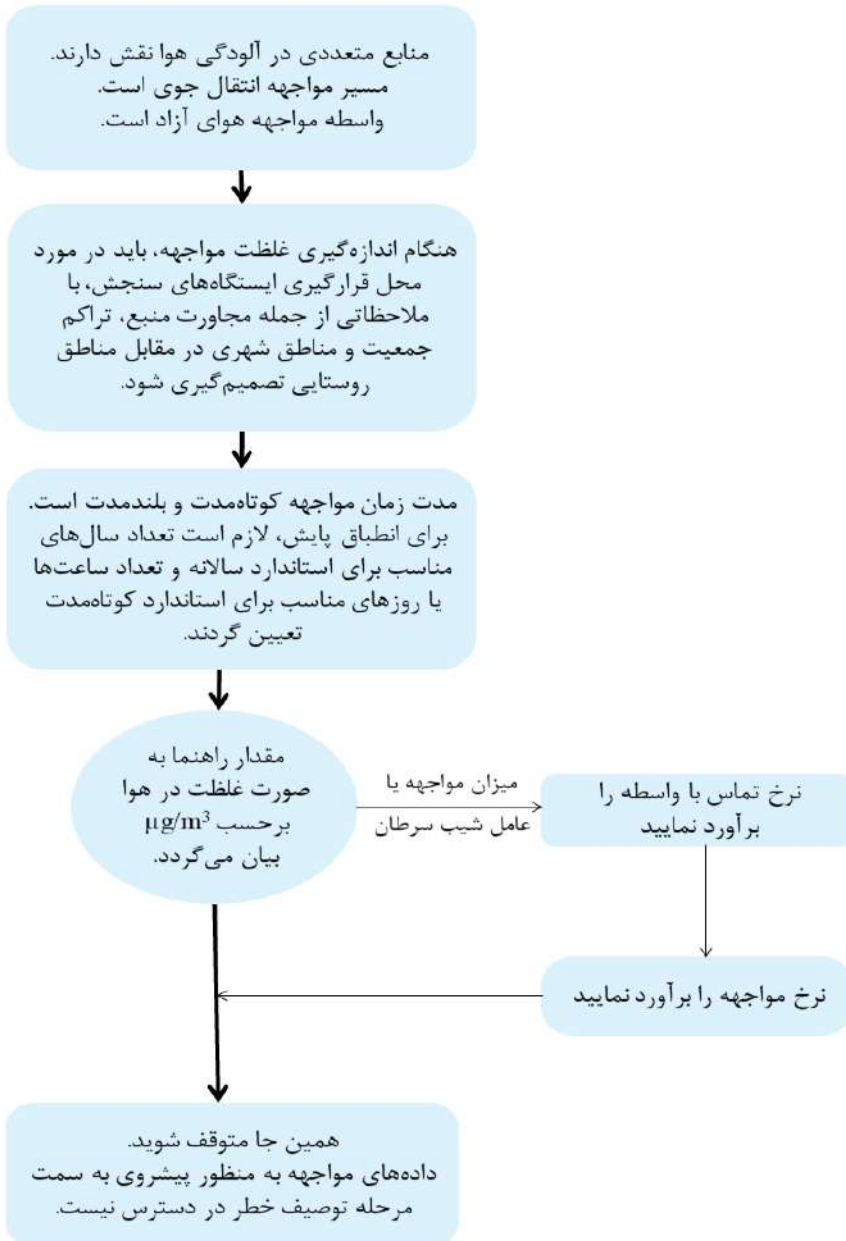 منابع متعددی در آلودگی هوا نقش دارند.
مسیر مواجهه انتقال جوی است.
واسطه مواجهه هوای آزاد است.
هنگام اندازه‌گیری غلظت مواجهه، باید در مورد
محل قرارگیری ایستگاه‌های سنجش، با
ملاحظاتی از جمله مجاورت منبع، تراکم
جمعیت و مناطق شهری در مقابل مناطق
روستایی تصمیم‌گیری شود.
مدت زمان مواجهه کوتاه‌مدت و بلندمدت است.
برای انطباق پایش، لازم است تعداد سال‌های
مناسب برای استاندارد سالانه و تعداد ساعت‌ها
یا روزهای مناسب برای استاندارد کوتاه‌مدت
تعیین گردند.
مقدار راهنما به
صورت غلظت در هوا
برحسب µg/m³
بیان می‌گردد.
میزان مواجهه یا
عامل شیب سرطان
نرخ تماس با واسطه را
برآورد نمایید
نرخ مواجهه را برآورد نمایید
همین جا متوقف شوید.
داده‌های مواجهه به منظور پیشروی به سمت
مرحله توصیف خطر در دسترس نیست.